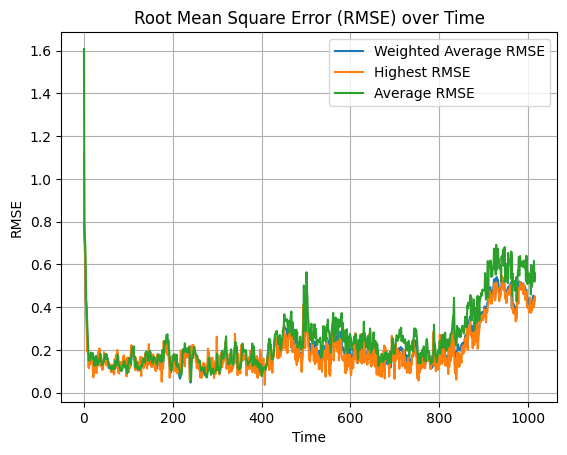 Root Mean Square Error (RMSE) over Time
Weighted Average RMSE
Highest RMSE
Average RMSE
RMSE
1.6
1.4
1.2
1.0
0.8
0.6
0.4
0.2
0.0
0 200 400 600 800 1000
Time